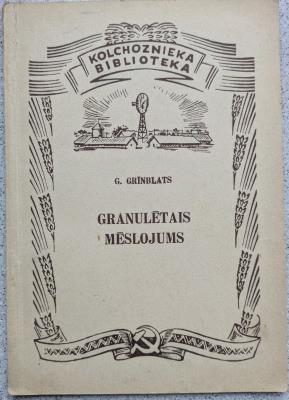 KOLCHOZNIEKA
BIBLIOTEKA
G. GRĪNBLATS
GRANULĒTAIS
MĒSLOJUMS